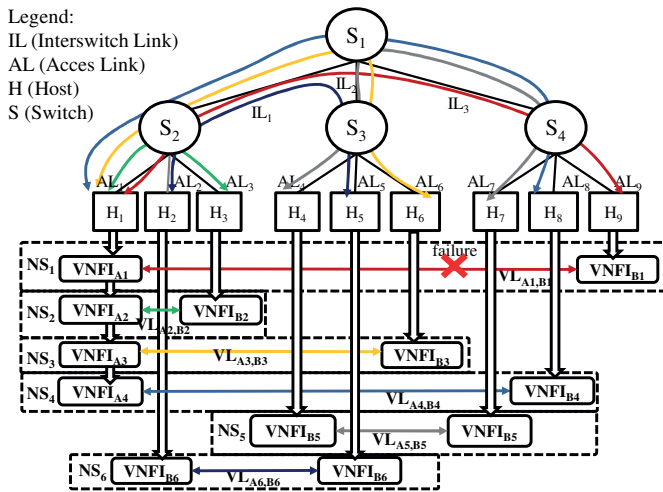 Legend:
IL (Interswitch Link)
AL (Acces Link)
H (Host)
S (Switch)
S1
IL2
IL1
IL3
S2
S3
S4
AL1
AL2
AL3
AL4
AL5
AL6
AL7
AL8
AL9
H1
H2
H3
H4
H5
H6
H7
H8
H9
failure
NS1
VNFIA1
VLA1,B1
VNFIB1
NS2
VNFIA2
VLA2,B2
VNFIB2
NS3
VNFIA3
VLA3,B3
VNFIB3
NS4
VNFIA4
VLA4,B4
VNFIB4
NS5
VNFIB5
VLA5,B5
VNFIB5
NS6
VNFIB6
VLA6,B6
VNFIB6